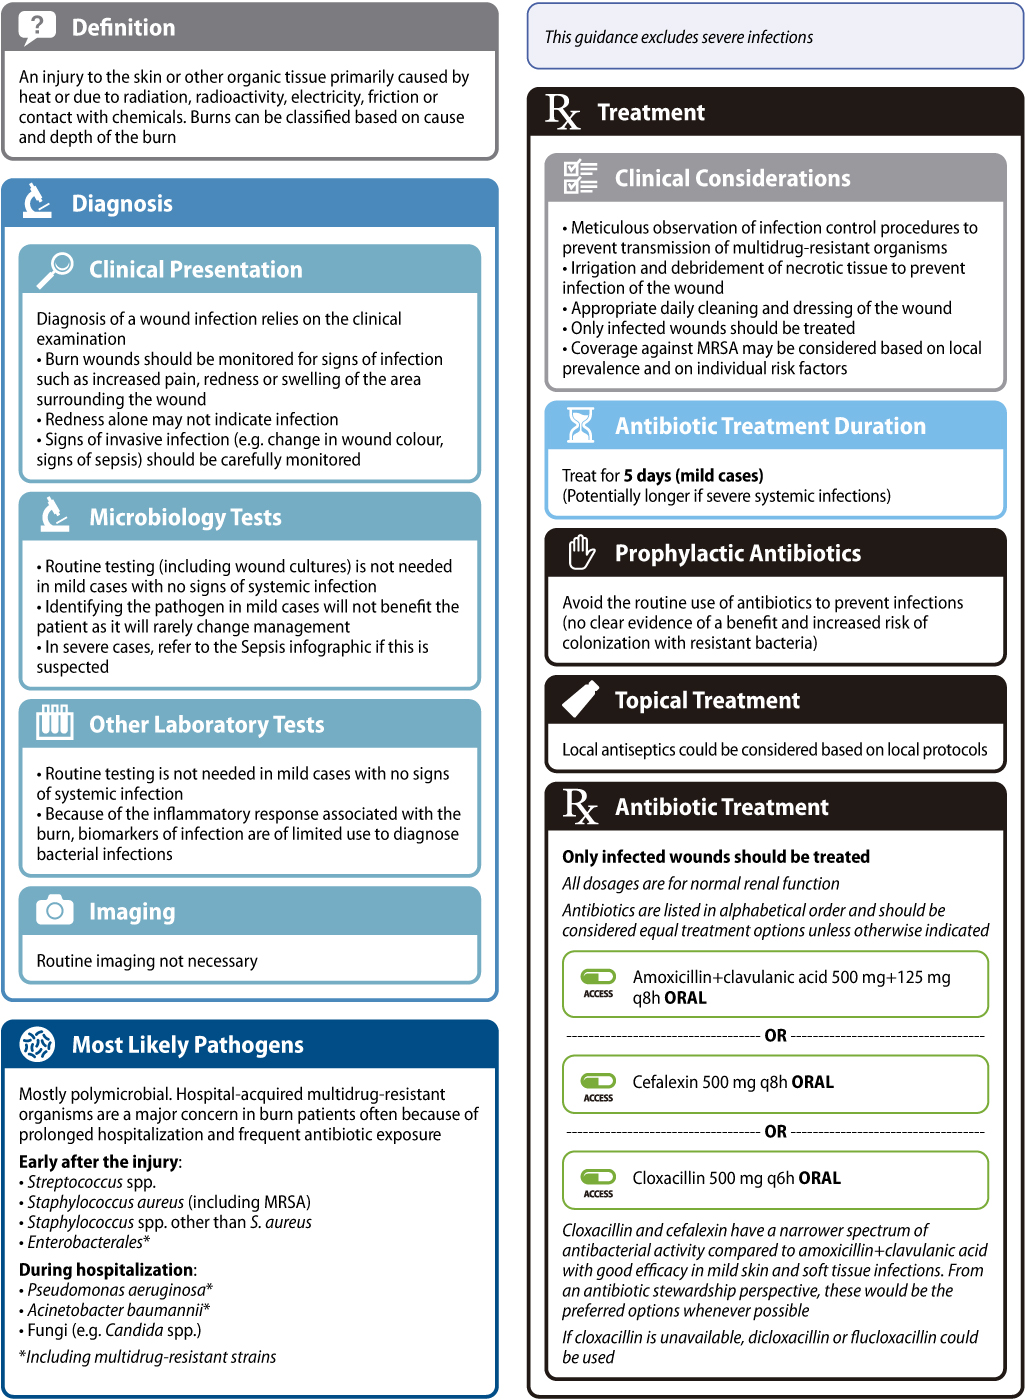 Definition
An injury to the skin or other organic tissue primarily caused by
heat or due to radiation, radioactivity, electricity, friction or
contact with chemicals. Burns can be classified based on cause
and depth of the burn
Diagnosis
Clinical Presentation
Diagnosis of a wound infection relies on the clinical
examination
• Burn wounds should be monitored for signs of infection
such as increased pain, redness or swelling of the area
surrounding the wound
• Redness alone may not indicate infection
• Signs of invasive infection (e.g. change in wound colour,
signs of sepsis) should be carefully monitored
Microbiology Tests
• Routine testing (including wound cultures) is not needed
in mild cases with no signs of systemic infection
• Identifying the pathogen in mild cases will not benefit the
patient as it will rarely change management
• In severe cases, refer to the Sepsis infographic if this is
suspected
Other Laboratory Tests
• Routine testing is not needed in mild cases with no signs
of systemic infection
• Because of the inflammatory response associated with the
burn, biomarkers of infection are of limited use to diagnose
bacterial infections
Imaging
Routine imaging not necessary
Most Likely Pathogens
Mostly polymicrobial. Hospital-acquired multidrug-resistant
organisms are a major concern in burn patients often because of
prolonged hospitalization and frequent antibiotic exposure
Early after the injury:
• Streptococcus spp.
• Staphylococcus aureus (including MRSA)
• Staphylococcus spp. other than S. aureus
• Enterobacterales*
During hospitalization:
• Pseudomonas aeruginosa*
• Acinetobacter baumannii*
• Fungi (e.g. Candida spp.)
*Including multidrug-resistant strains
This guidance excludes severe infections
Rx Treatment
Clinical Considerations
• Meticulous observation of infection control procedures to
prevent transmission of multidrug-resistant organisms
• Irrigation and debridement of necrotic tissue to prevent
infection of the wound
• Appropriate daily cleaning and dressing of the wound
• Only infected wounds should be treated
• Coverage against MRSA may be considered based on local
prevalence and on individual risk factors
Antibiotic Treatment Duration
Treat for 5 days (mild cases)
(Potentially longer if severe systemic infections)
Prophylactic Antibiotics
Avoid the routine use of antibiotics to prevent infections
(no clear evidence of a benefit and increased risk of
colonization with resistant bacteria)
Topical Treatment
Local antiseptics could be considered based on local protocols
Rx Antibiotic Treatment
Only infected wounds should be treated
All dosages are for normal renal function
Antibiotics are listed in alphabetical order and should be
considered equal treatment options unless otherwise indicated
ACCESS
Amoxicillin+clavulanic acid 500 mg+125 mg
q8h ORAL
OR
ACCESS
Cefalexin 500 mg q8h ORAL
OR
ACCESS
Cloxacillin 500 mg q6h ORAL
Cloxacillin and cefalexin have a narrower spectrum of
antibacterial activity compared to amoxicillin+clavulanic acid
with good efficacy in mild skin and soft tissue infections. From
an antibiotic stewardship perspective, these would be the
preferred options whenever possible
If cloxacillin is unavailable, dicloxacillin or flucloxacillin could
be used